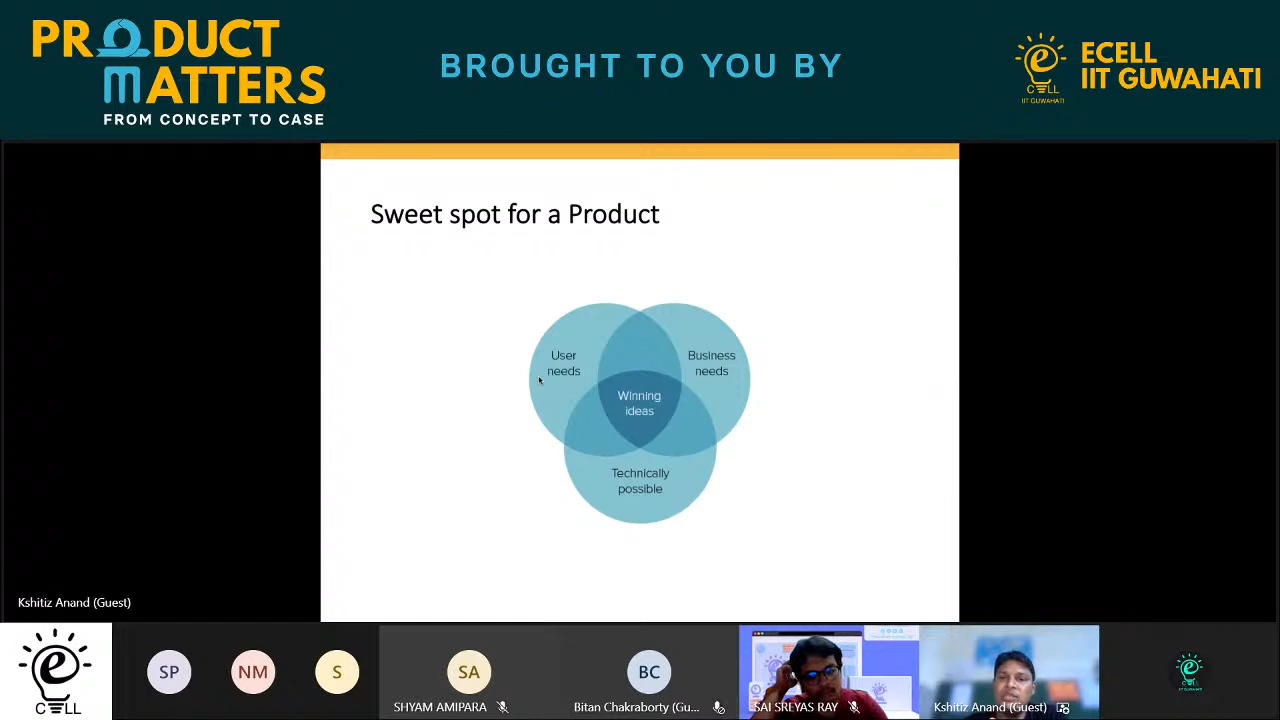 PRODUCT
MATTERS
FROM CONCEPT TO CASE
BROUGHT TO YOU BY
ECELL
IIT GUWAHATI
e
CELL
IIT GUWAHATI
Sweet spot for a Product
User
needs
Business
needs
Winning
ideas
Technically
possible
Kshitiz Anand (Guest)
e
CELL
SP
NM
S
SA
SHYAM AMIPARA
BC
Bitan Chakraborty (Gu...
SAI SREYAS RAY
Kshitiz Anand (Guest)